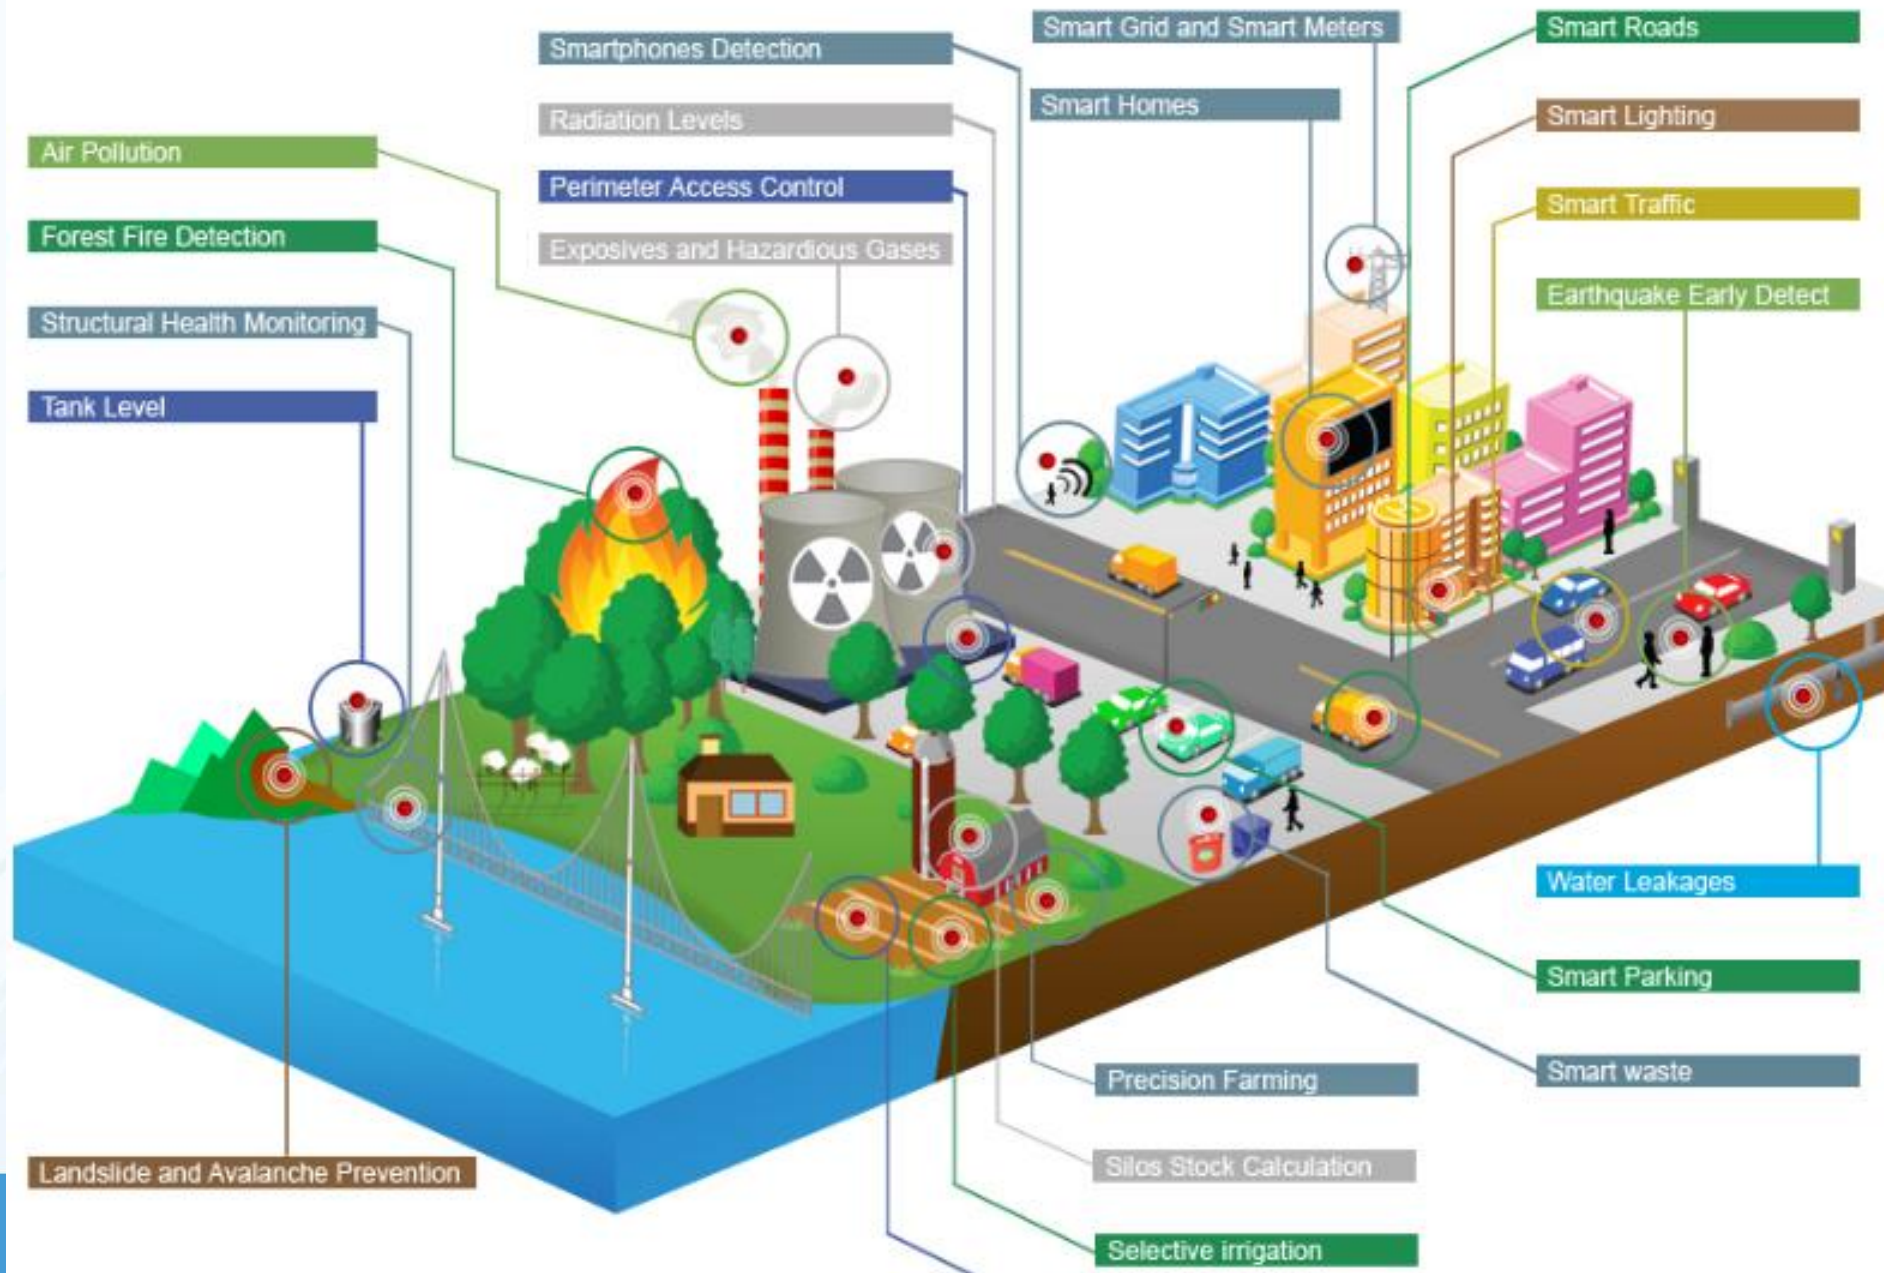 Smartphones Detection
Radiation Levels
Perimeter Access Control
Exposives and Hazardious Gases
Smart Grid and Smart Meters
Smart Homes
Smart Roads
Smart Lighting
Smart Traffic
Earthquake Early Detect
Air Pollution
Forest Fire Detection
Structural Health Monitoring
Tank Level
Water Leakages
Smart Parking
Smart waste
Precision Farming
Silos Stock Calculation
Selective irrigation
Landslide and Avalanche Prevention